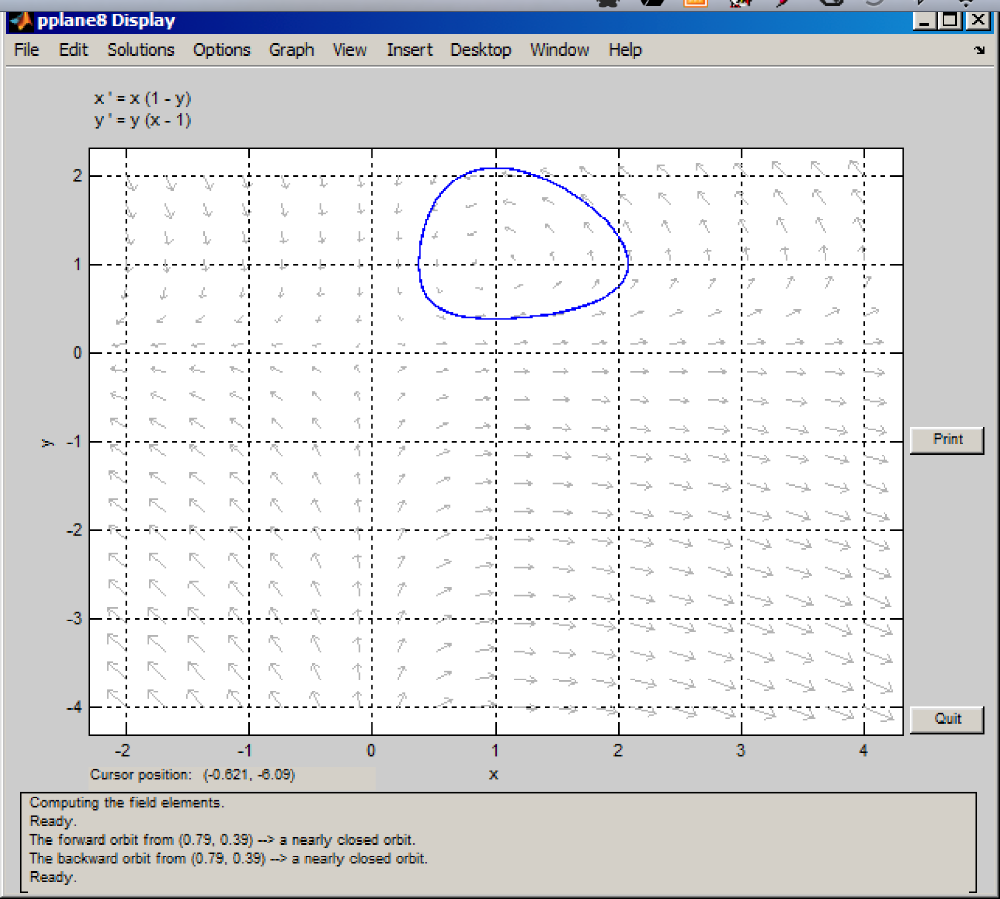 pplane8 Display
File Edit Solutions Options Graph View Insert Desktop Window Help
x ' = x (1 - y)
y ' = y (x - 1)
2
1
0
-1
-2
-3
-4
y
-2 -1 0 1 2 3 4
x
Print
Quit
Cursor position: (-0.621, -6.09)
Computing the field elements.
Ready.
The forward orbit from (0.79, 0.39) --> a nearly closed orbit.
The backward orbit from (0.79, 0.39) --> a nearly closed orbit.
Ready.